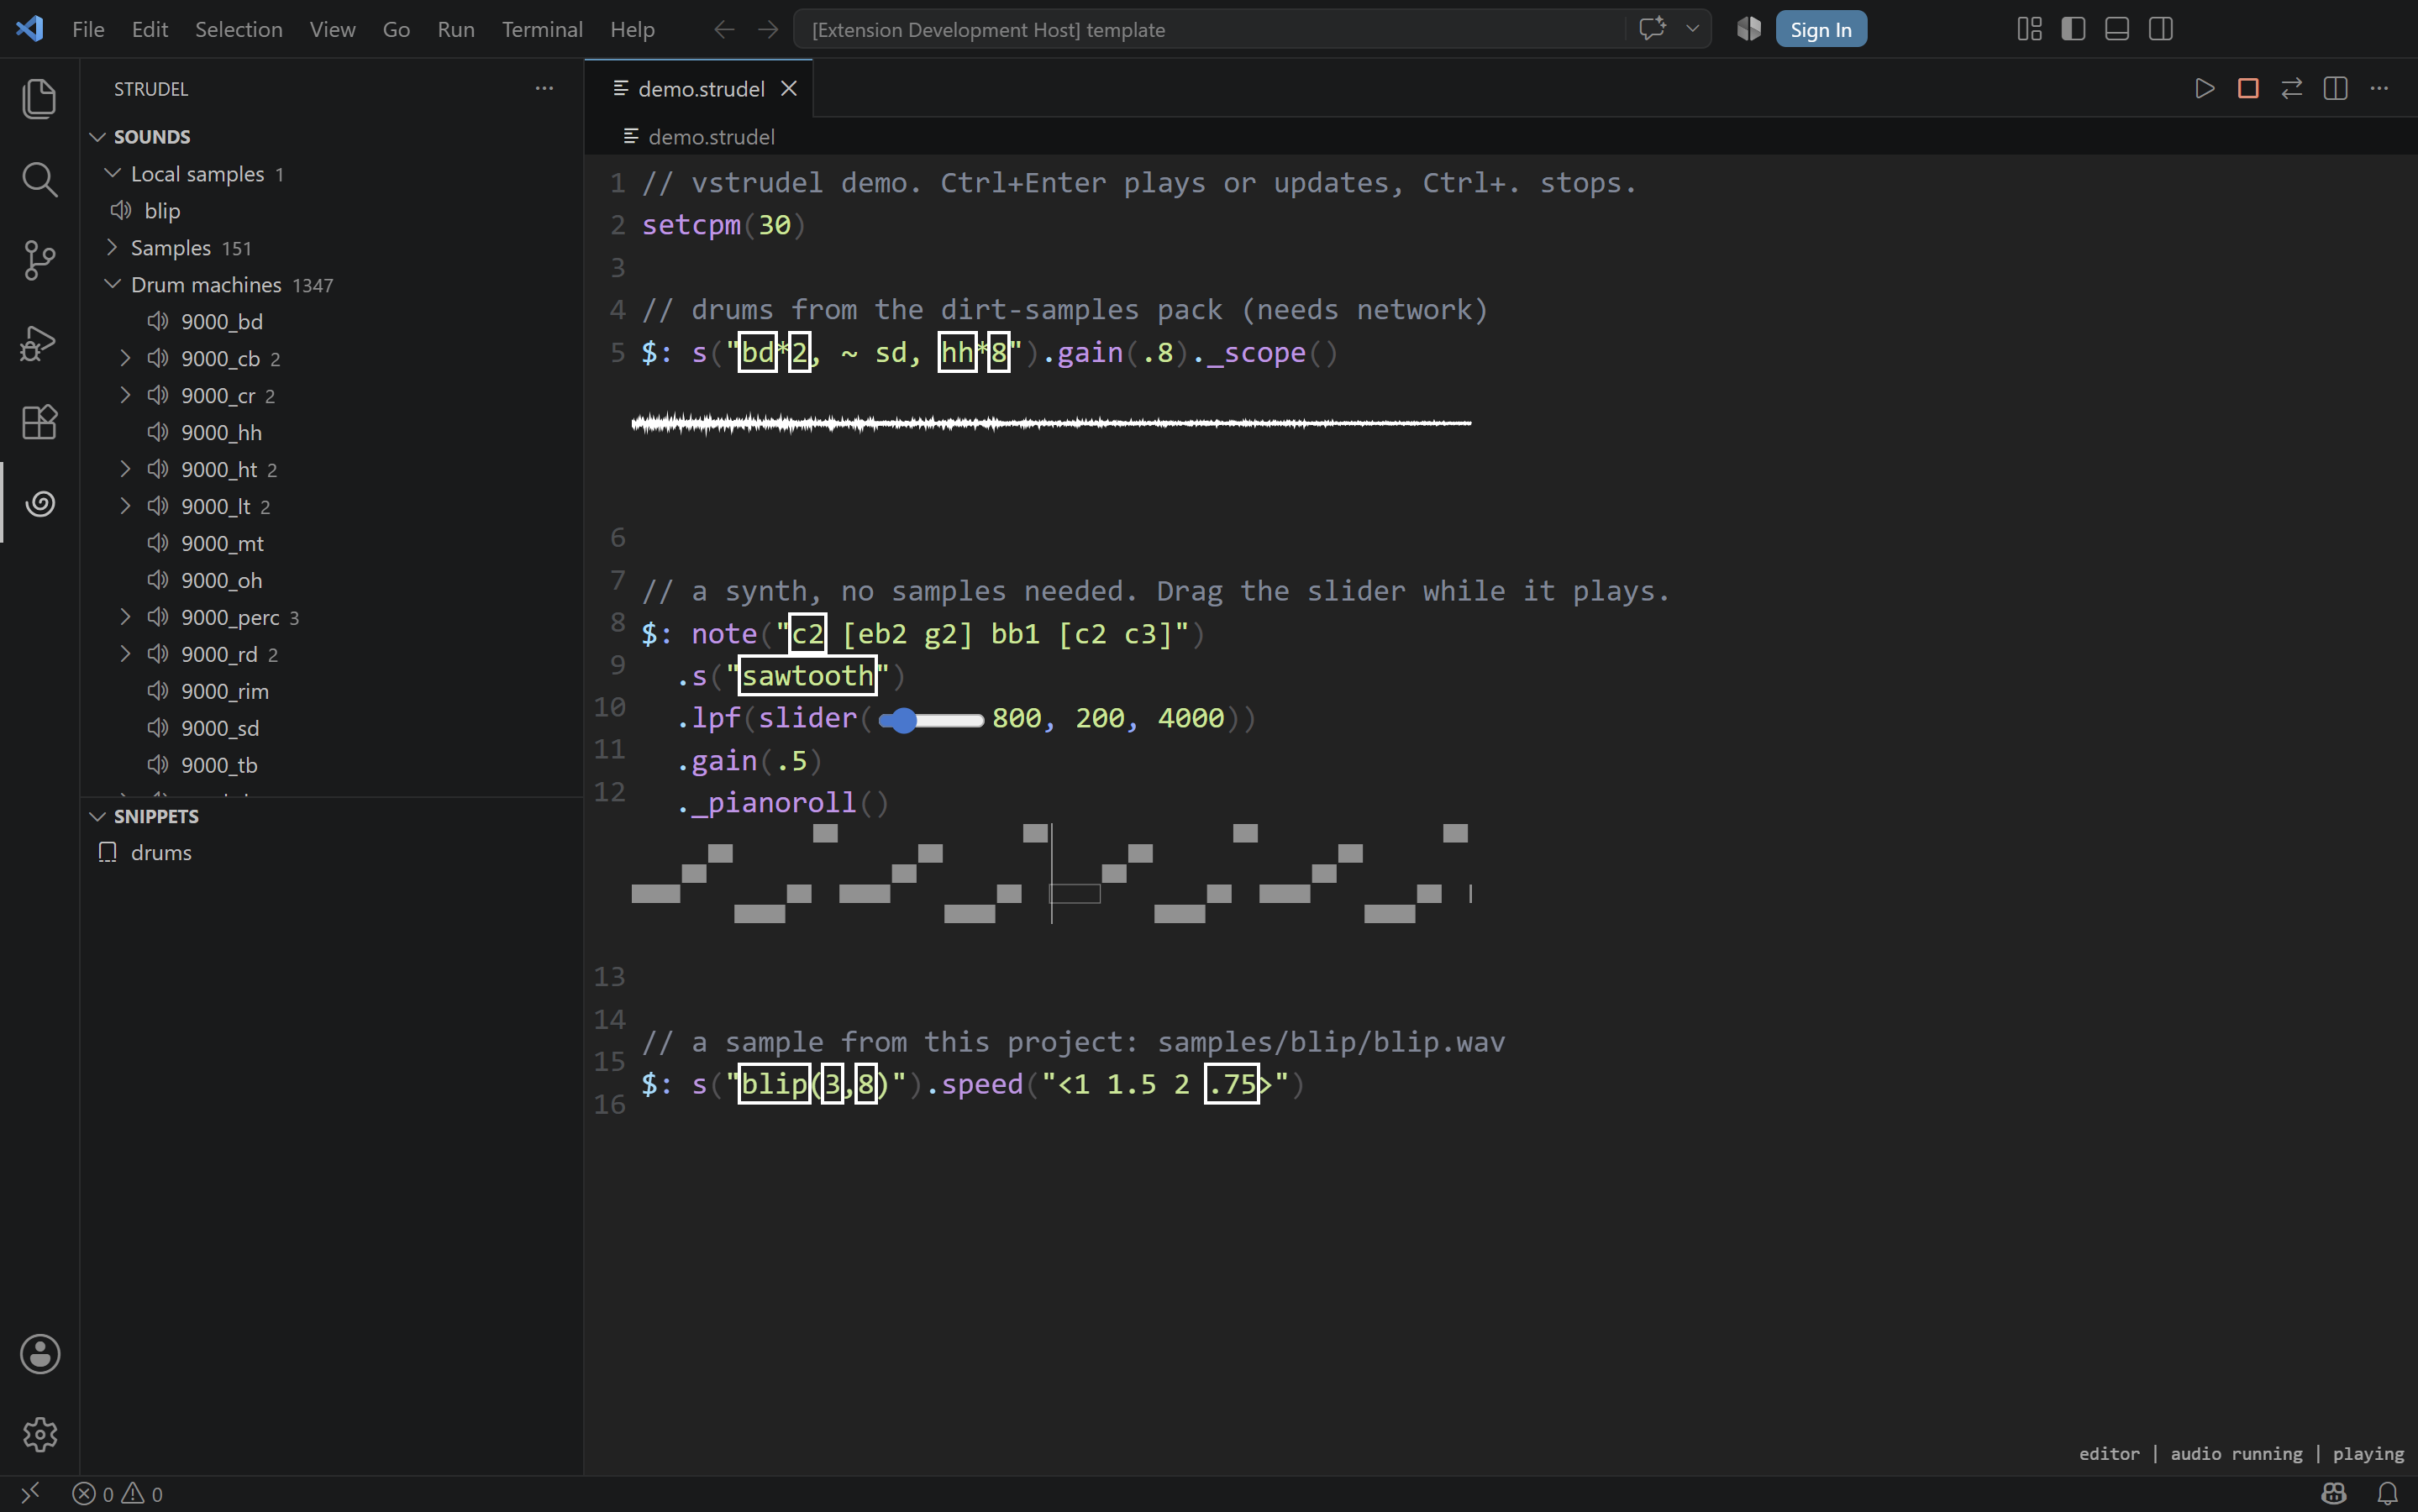 File Edit Selection View Go Run Terminal Help
[Extension Development Host] template
Sign In
STRUDEL
SOUNDS
Local samples 1
blip
Samples 151
Drum machines 1347
9000_bd
9000_cb 2
9000_cr 2
9000_hh
9000_ht 2
9000_lt 2
9000_mt
9000_oh
9000_perc 3
9000_rd 2
9000_rim
9000_sd
9000_tb
SNIPPETS
drums
demo.strudel
demo.strudel
1 // vstrudel demo. Ctrl+Enter plays or updates, Ctrl+. stops.
2 setcpm(30)
3
4 // drums from the dirt-samples pack (needs network)
5 $: s("bd*2, ~ sd, hh*8").gain(.8)._scope()
6
7 // a synth, no samples needed. Drag the slider while it plays.
8 $: note("c2 [eb2 g2] bb1 [c2 c3]")
9 .s("sawtooth")
10 .lpf(slider(800, 200, 4000))
11 .gain(.5)
12 ._pianoroll()
13
14 // a sample from this project: samples/blip/blip.wav
15 $: s("blip(3,8)").speed("<1 1.5 2 .75>")
16
editor | audio running | playing
0 0